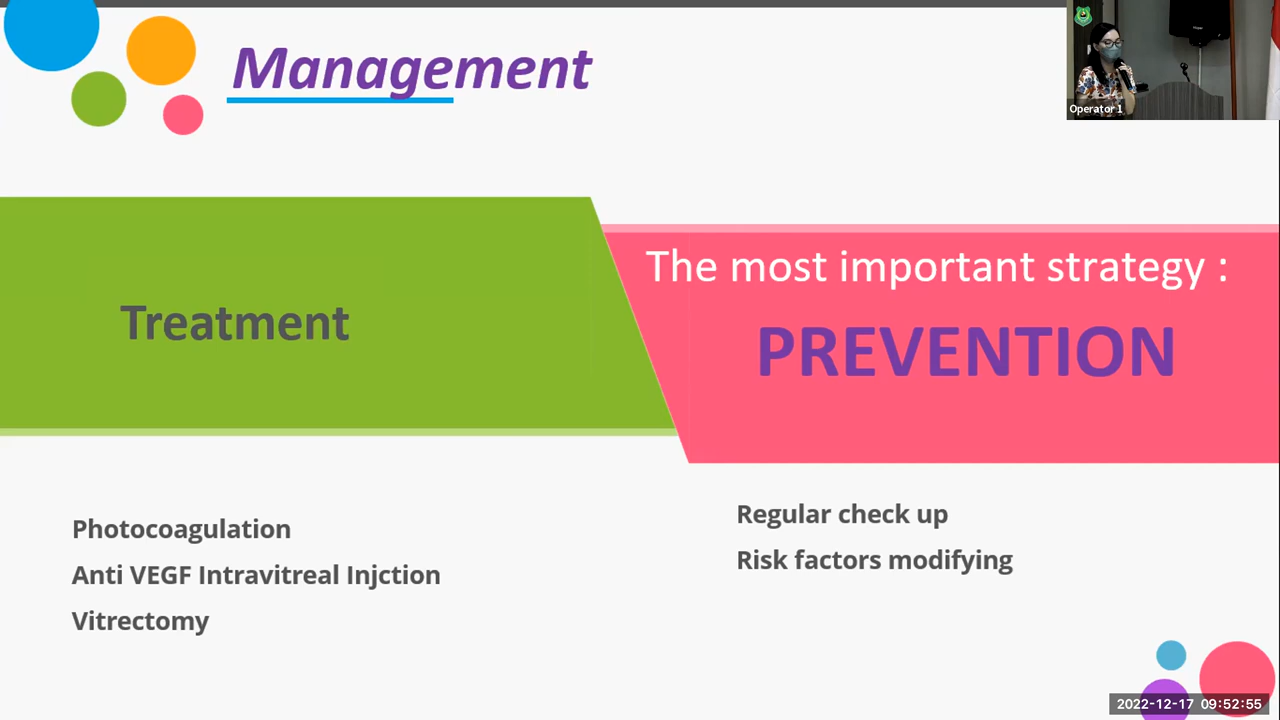 Management
Operator 1
Treatment
The most important strategy :
PREVENTION
Photocoagulation
Anti VEGF Intravitreal Injction
Vitrectomy
Regular check up
Risk factors modifying
2022-12-17 09:52:55